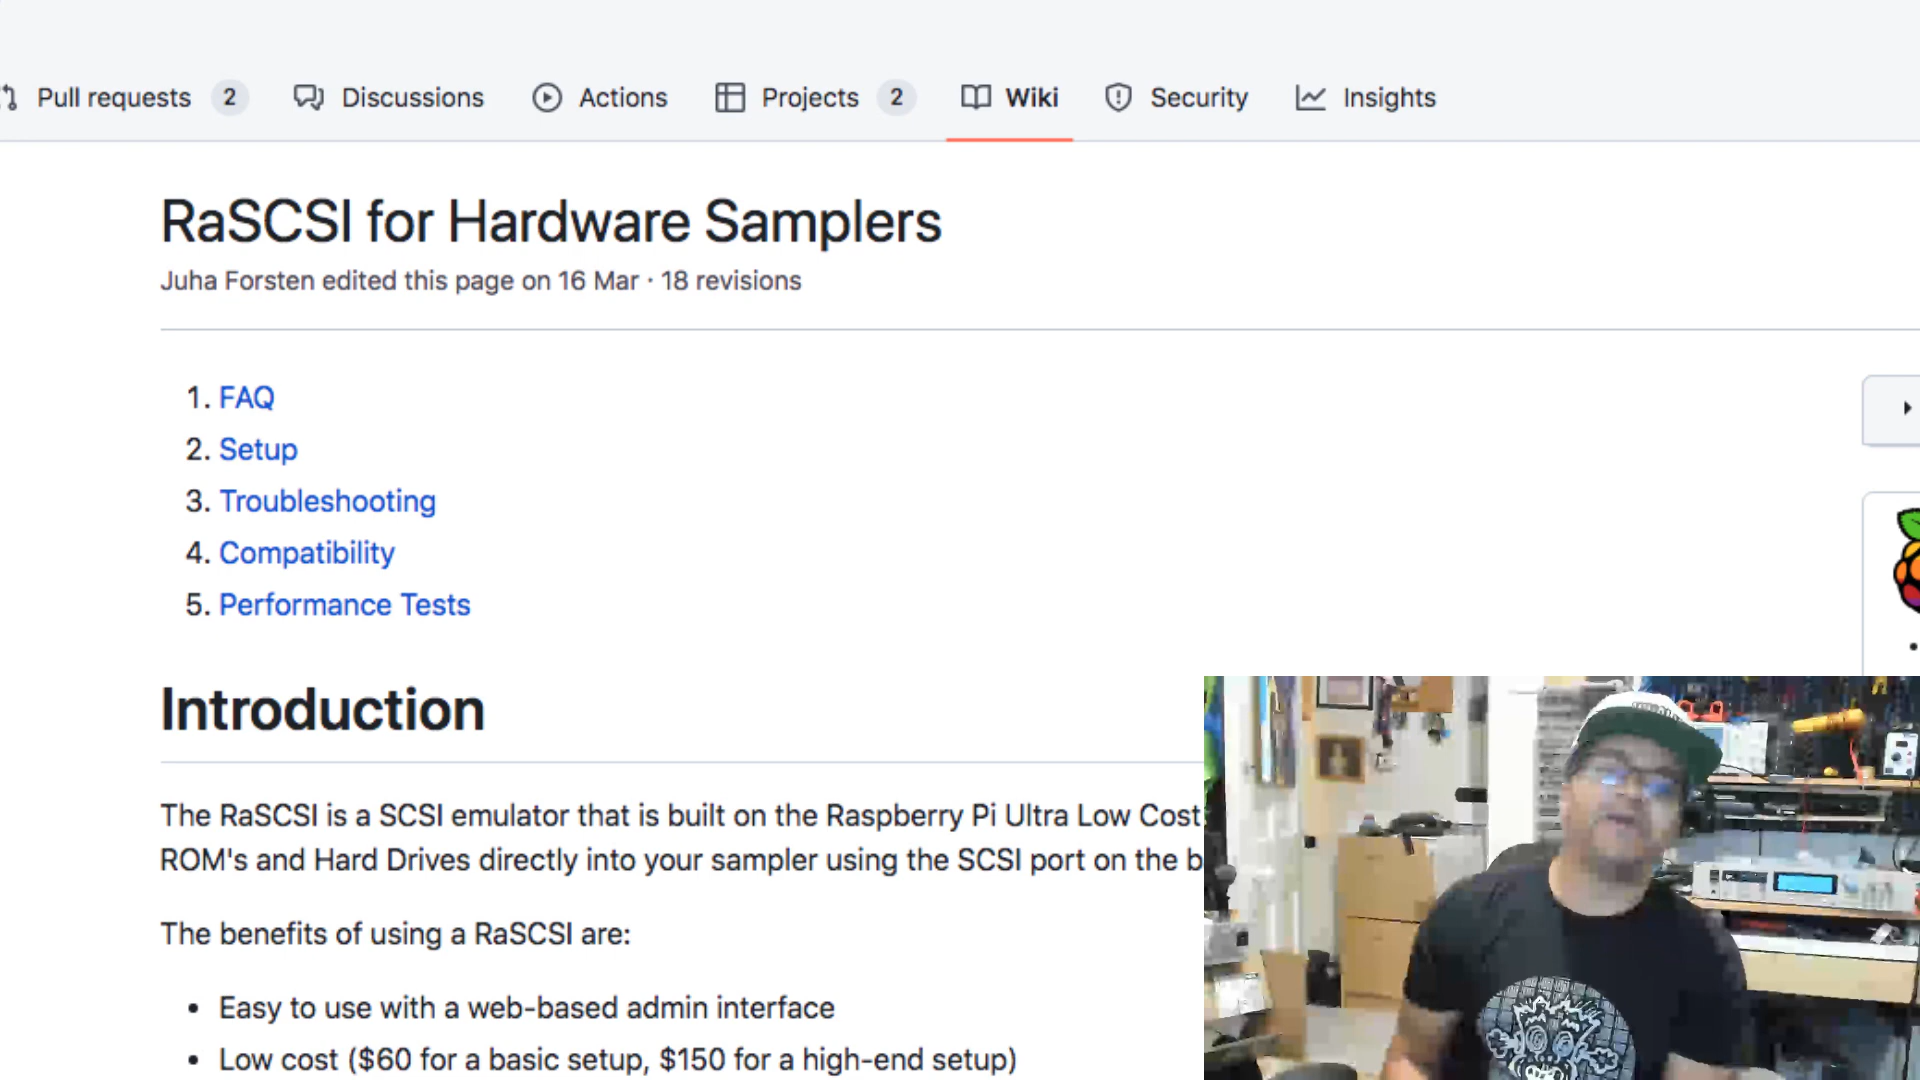 Pull requests 2 Discussions Actions Projects 2 Wiki Security Insights
RaSCSI for Hardware Samplers
Juha Forsten edited this page on 16 Mar · 18 revisions
1. FAQ
2. Setup
3. Troubleshooting
4. Compatibility
5. Performance Tests
Introduction
The RaSCSI is a SCSI emulator that is built on the Raspberry Pi Ultra Low Cost
ROM's and Hard Drives directly into your sampler using the SCSI port on the b
The benefits of using a RaSCSI are:
• Easy to use with a web-based admin interface
• Low cost ($60 for a basic setup, $150 for a high-end setup)